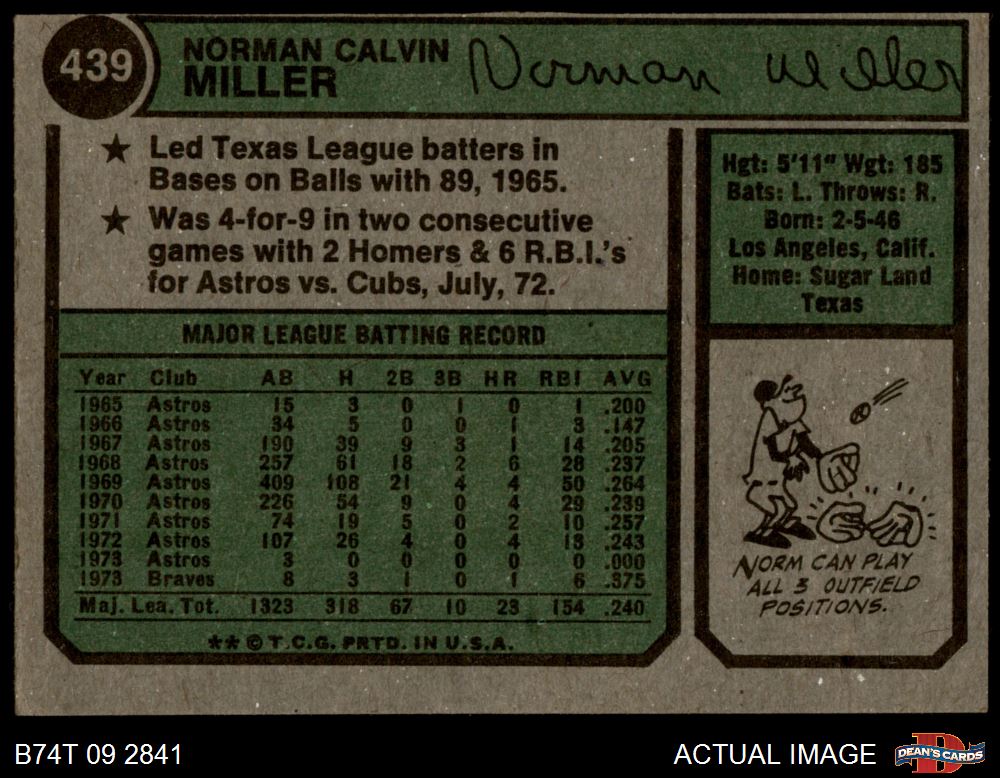 439
NORMAN CALVIN
MILLER
Norman Miller
★ Led Texas League batters in
Bases on Balls with 89, 1965.
★ Was 4-for-9 in two consecutive
games with 2 Homers & 6 R.B.I.'s
for Astros vs. Cubs, July, 72.
Hgt: 5'11" Wgt: 185
Bats: L. Throws: R.
Born: 2-5-46
Los Angeles, Calif.
Home: Sugar Land
Texas
MAJOR LEAGUE BATTING RECORD
Year Club AB H 2B 3B HR RBI AVG
1965 Astros 15 3 0 1 0 1 .200
1966 Astros 34 5 0 0 1 3 .147
1967 Astros 190 39 9 3 1 14 .205
1968 Astros 257 61 18 2 6 28 .237
1969 Astros 409 108 21 4 4 50 .264
1970 Astros 226 54 9 0 4 29 .239
1971 Astros 74 19 5 0 2 10 .257
1972 Astros 107 26 4 0 4 13 .243
1973 Astros 3 0 0 0 0 0 .000
1973 Braves 8 3 1 0 1 6 .375
Maj. Lea. Tot. 1323 318 67 10 23 154 .240
** © T.C.G. PRTD. IN U.S.A.
NORM CAN PLAY
ALL 3 OUTFIELD
POSITIONS.
B74T 09 2841
ACTUAL IMAGE
D
DEAN'S CARDS